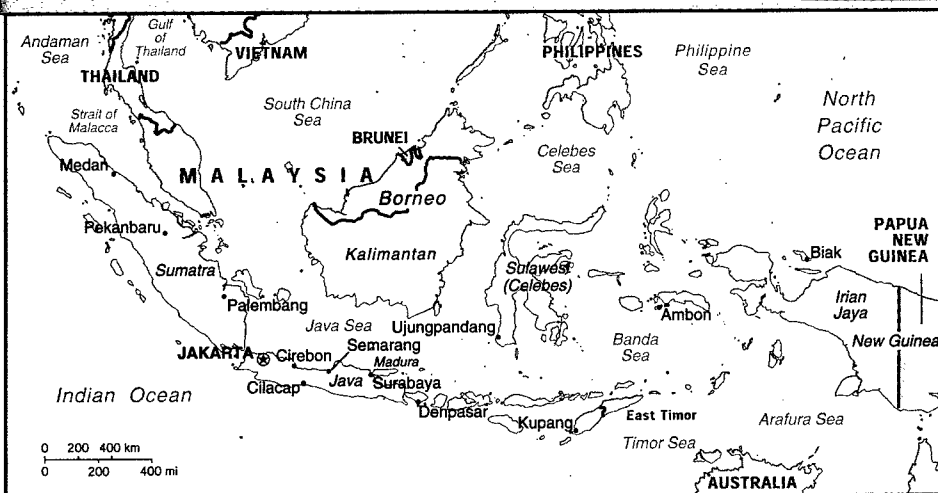 Andaman
Sea
Gulf
of
Thailand
VIETNAM
PHILIPPINES
Philippine
Sea
THAILAND
South China
Sea
North
Pacific
Ocean
Strait of
Malacca
BRUNEI
Celebes
Sea
Medan
MALAYSIA
Borneo
Pekanbaru
Kalimantan
PAPUA
NEW
GUINEA
Sumatra
Sulawesi
(Celebes)
Biak
Irian
Jaya
Palembang
Ambon
Java Sea
Ujungpandang
Banda
Sea
New Guinea
Semarang
JAKARTA
Cirebon
Madura
Java
Surabaya
Cilacap
Indian Ocean
Denpasar
Kupang
East Timor
Arafura Sea
Timor Sea
0 200 400 km
0 200 400 mi
AUSTRALIA